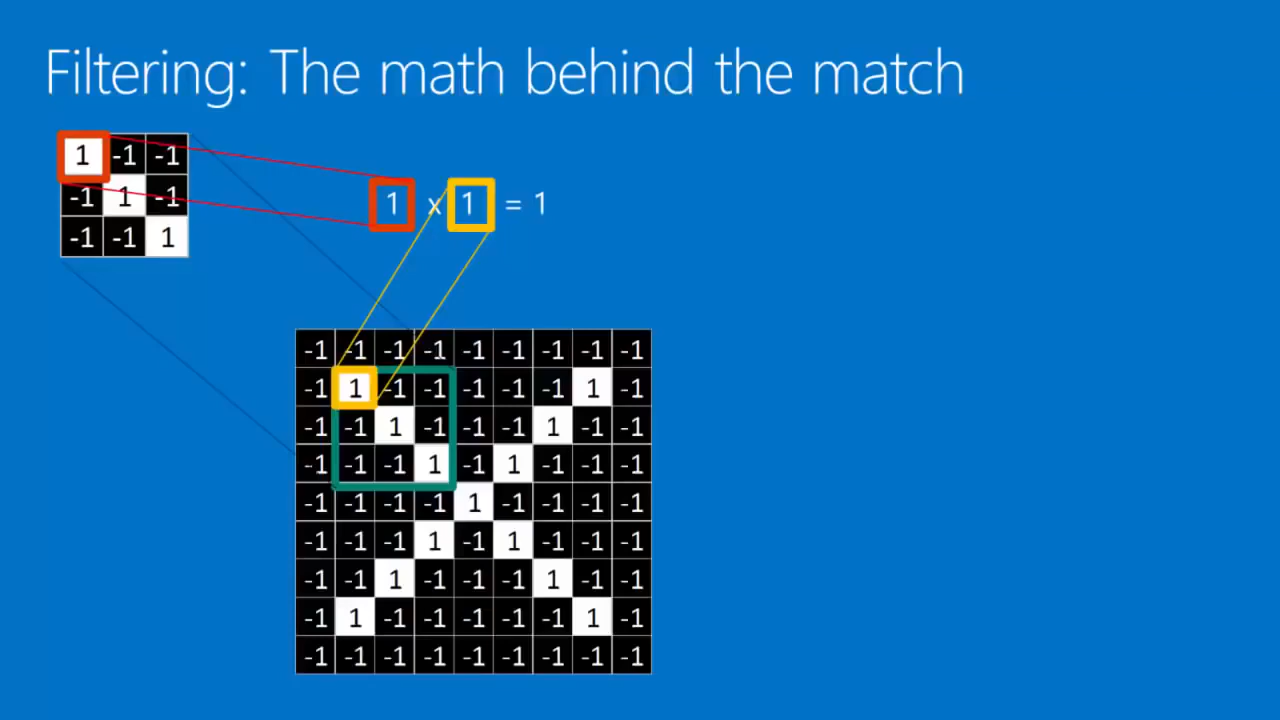 Filtering: The math behind the match
1 -1 -1
-1 1 -1
-1 -1 1
1 x 1 = 1
-1 -1 -1 -1 -1 -1 -1 -1 -1
-1 1 -1 -1 -1 -1 -1 1 -1
-1 -1 1 -1 -1 -1 1 -1 -1
-1 -1 -1 1 -1 1 -1 -1 -1
-1 -1 -1 -1 1 -1 -1 -1 -1
-1 -1 -1 1 -1 1 -1 -1 -1
-1 -1 1 -1 -1 -1 1 -1 -1
-1 1 -1 -1 -1 -1 -1 1 -1
-1 -1 -1 -1 -1 -1 -1 -1 -1